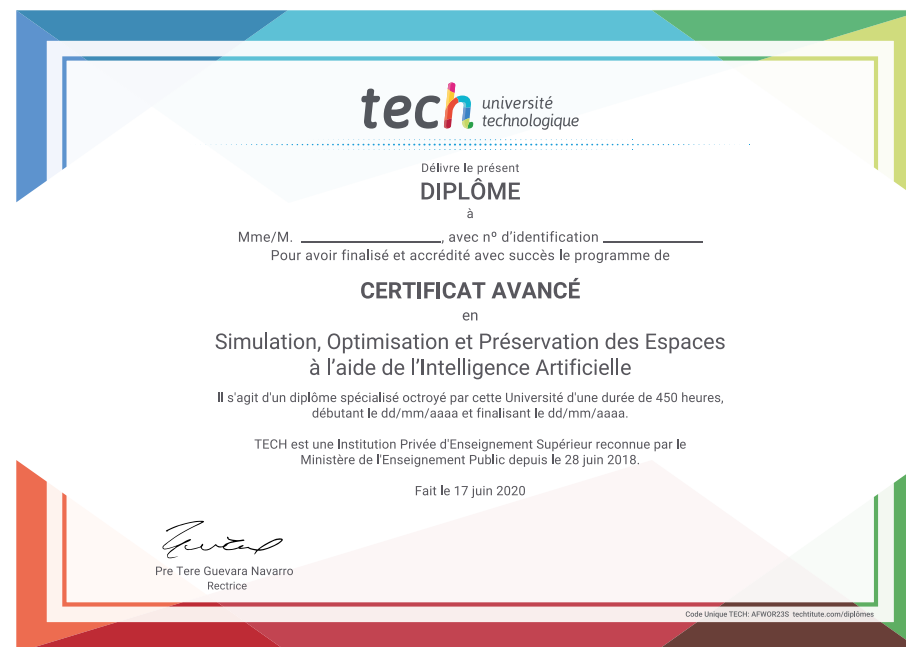 tech université
technologique
Délivre le présent
DIPLÔME
à
Mme/M. ____________________, avec nº d'identification ______________
Pour avoir finalisé et accrédité avec succès le programme de
CERTIFICAT AVANCÉ
en
Simulation, Optimisation et Préservation des Espaces
à l'aide de l'Intelligence Artificielle
Il s'agit d'un diplôme spécialisé octroyé par cette Université d'une durée de 450 heures,
débutant le dd/mm/aaaa et finalisant le dd/mm/aaaa.
TECH est une Institution Privée d'Enseignement Supérieur reconnue par le
Ministère de l'Enseignement Public depuis le 28 juin 2018.
Fait le 17 juin 2020
Pre Tere Guevara Navarro
Rectrice
Code Unique TECH: AFWOR23S techtitute.com/diplômes